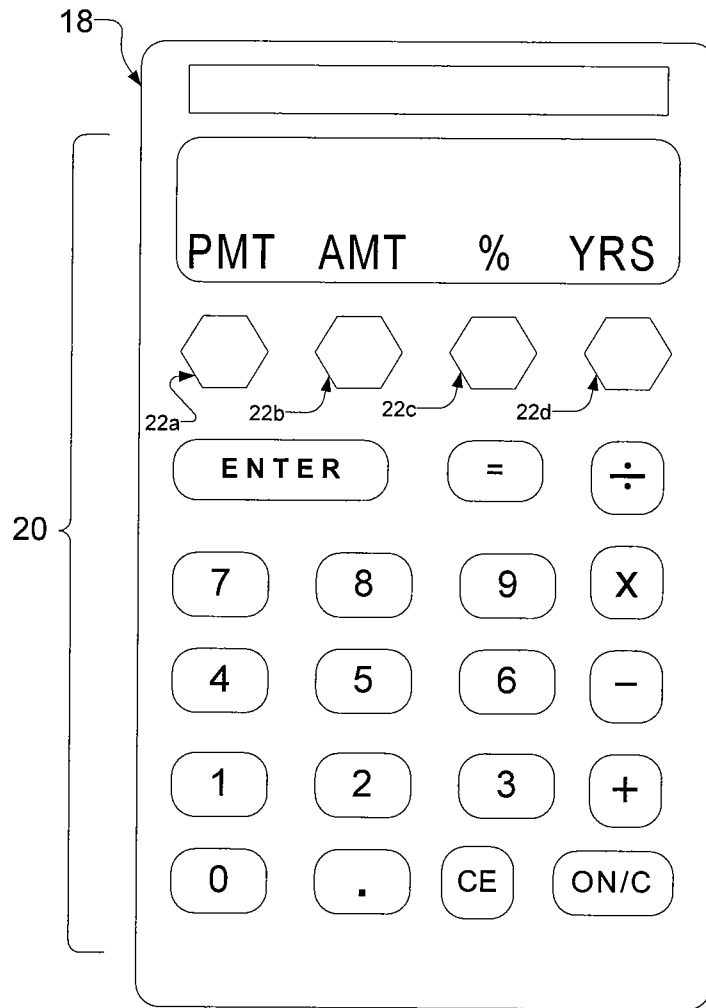 18
PMT AMT % YRS
22a 22b 22c 22d
ENTER = ÷
20
7 8 9 X
4 5 6 −
1 2 3 +
0 . CE ON/C